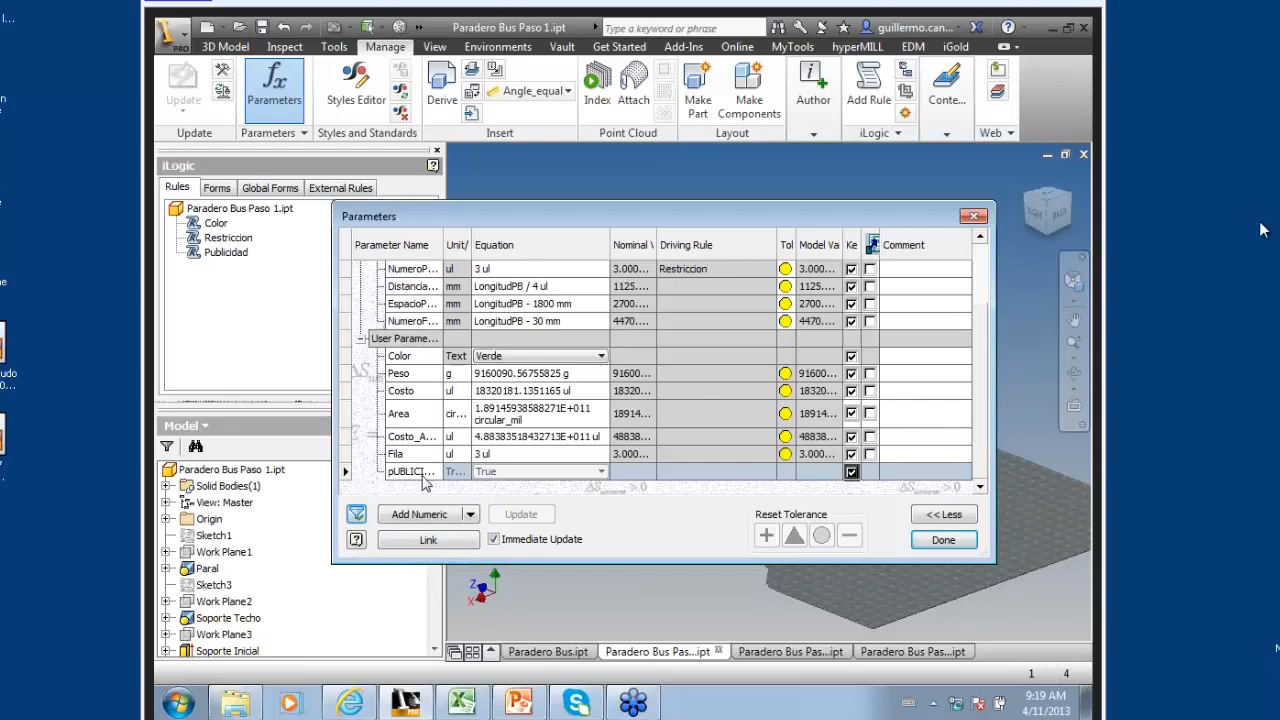 Paradero Bus Paso 1.ipt
Type a keyword or phrase
guillermo.can...
PRO
3D Model Inspect Tools Manage View Environments Vault Get Started Add-Ins Online MyTools hyperMILL EDM iGold
Update
Parameters
Styles Editor
Derive
Angle_equal
Index
Attach
Make Part
Make Components
Author
Add Rule
Conte...
Update Parameters Styles and Standards Insert Point Cloud Layout iLogic Web
iLogic
Rules Forms Global Forms External Rules
Paradero Bus Paso 1.ipt
Color
Restriccion
Publicidad
Parameters
Parameter Name Unit/ Equation Nominal V Driving Rule Tol Model Va Ke Comment
NumeroP... ul 3 ul 3.000... Restriccion 3.000...
Distancia... mm LongitudPB / 4 ul 1125.... 1125....
EspacioP... mm LongitudPB - 1800 mm 2700.... 2700....
NumeroF... mm LongitudPB - 30 mm 4470.... 4470....
User Parame...
Color Text Verde
Peso g 9160090.56755825 g 91600... 91600...
Costo ul 18320181.1351165 ul 18320... 18320...
Area cir... 1.89145938588271E+011 circular_mil 18914... 18914...
Costo_A... ul 4.88383518432713E+011 ul 48838... 48838...
Fila ul 3 ul 3.000... 3.000...
pUBLICI... Tr... True
Add Numeric Update Reset Tolerance << Less
Link Immediate Update Done
Model
Paradero Bus Paso 1.ipt
Solid Bodies(1)
View: Master
Origin
Sketch1
Work Plane1
Paral
Sketch3
Work Plane2
Soporte Techo
Work Plane3
Soporte Inicial
Z
X
Paradero Bus.ipt Paradero Bus Pas...ipt Paradero Bus Pas...ipt Paradero Bus Pas...ipt
1 4
9:19 AM
4/11/2013